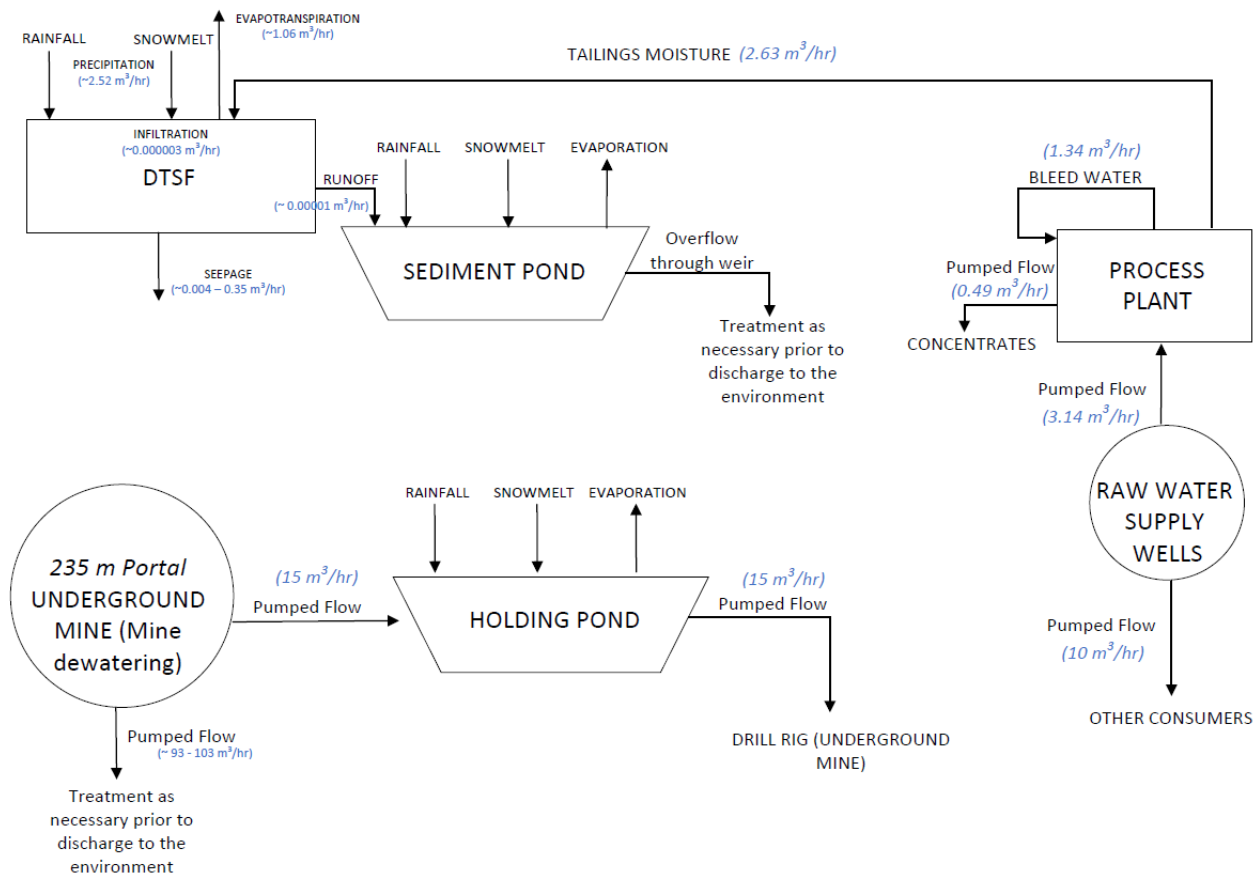 EVAPOTRANSPIRATION
(~1.06 m³/hr)
RAINFALL
SNOWMELT
PRECIPITATION
(~2.52 m³/hr)
TAILINGS MOISTURE (2.63 m³/hr)
INFILTRATION
(~0.000003 m³/hr)
DTSF
RUNOFF
(~ 0.00001 m³/hr)
RAINFALL
SNOWMELT
EVAPORATION
SEDIMENT POND
Overflow
through weir
SEEPAGE
(~0.004 – 0.35 m³/hr)
Treatment as
necessary prior to
discharge to the
environment
(1.34 m³/hr)
BLEED WATER
PROCESS
PLANT
Pumped Flow
(0.49 m³/hr)
CONCENTRATES
Pumped Flow
(3.14 m³/hr)
RAW WATER
SUPPLY
WELLS
Pumped Flow
(10 m³/hr)
OTHER CONSUMERS
235 m Portal
UNDERGROUND
MINE (Mine
dewatering)
(15 m³/hr)
Pumped Flow
RAINFALL
SNOWMELT
EVAPORATION
HOLDING POND
(15 m³/hr)
Pumped Flow
DRILL RIG (UNDERGROUND
MINE)
Pumped Flow
(~ 93 - 103 m³/hr)
Treatment as
necessary prior to
discharge to the
environment